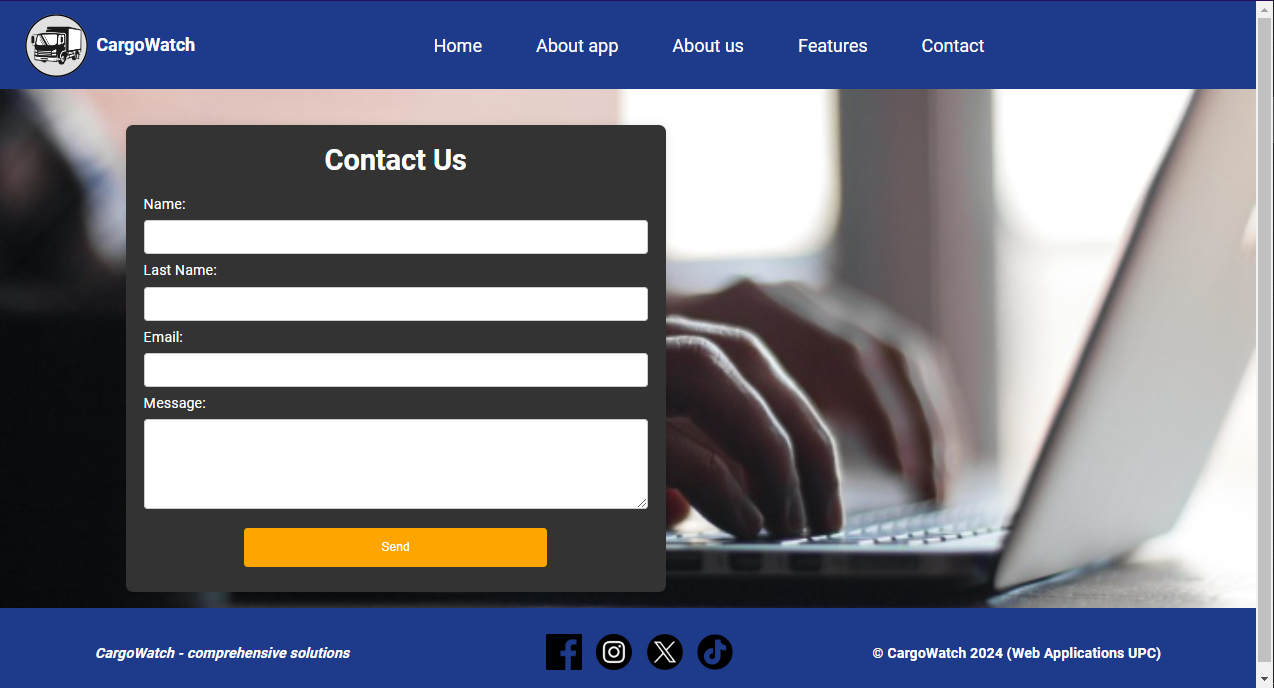 CargoWatch
Home About app About us Features Contact
Contact Us
Name:
Last Name:
Email:
Message:
Send
CargoWatch - comprehensive solutions
© CargoWatch 2024 (Web Applications UPC)